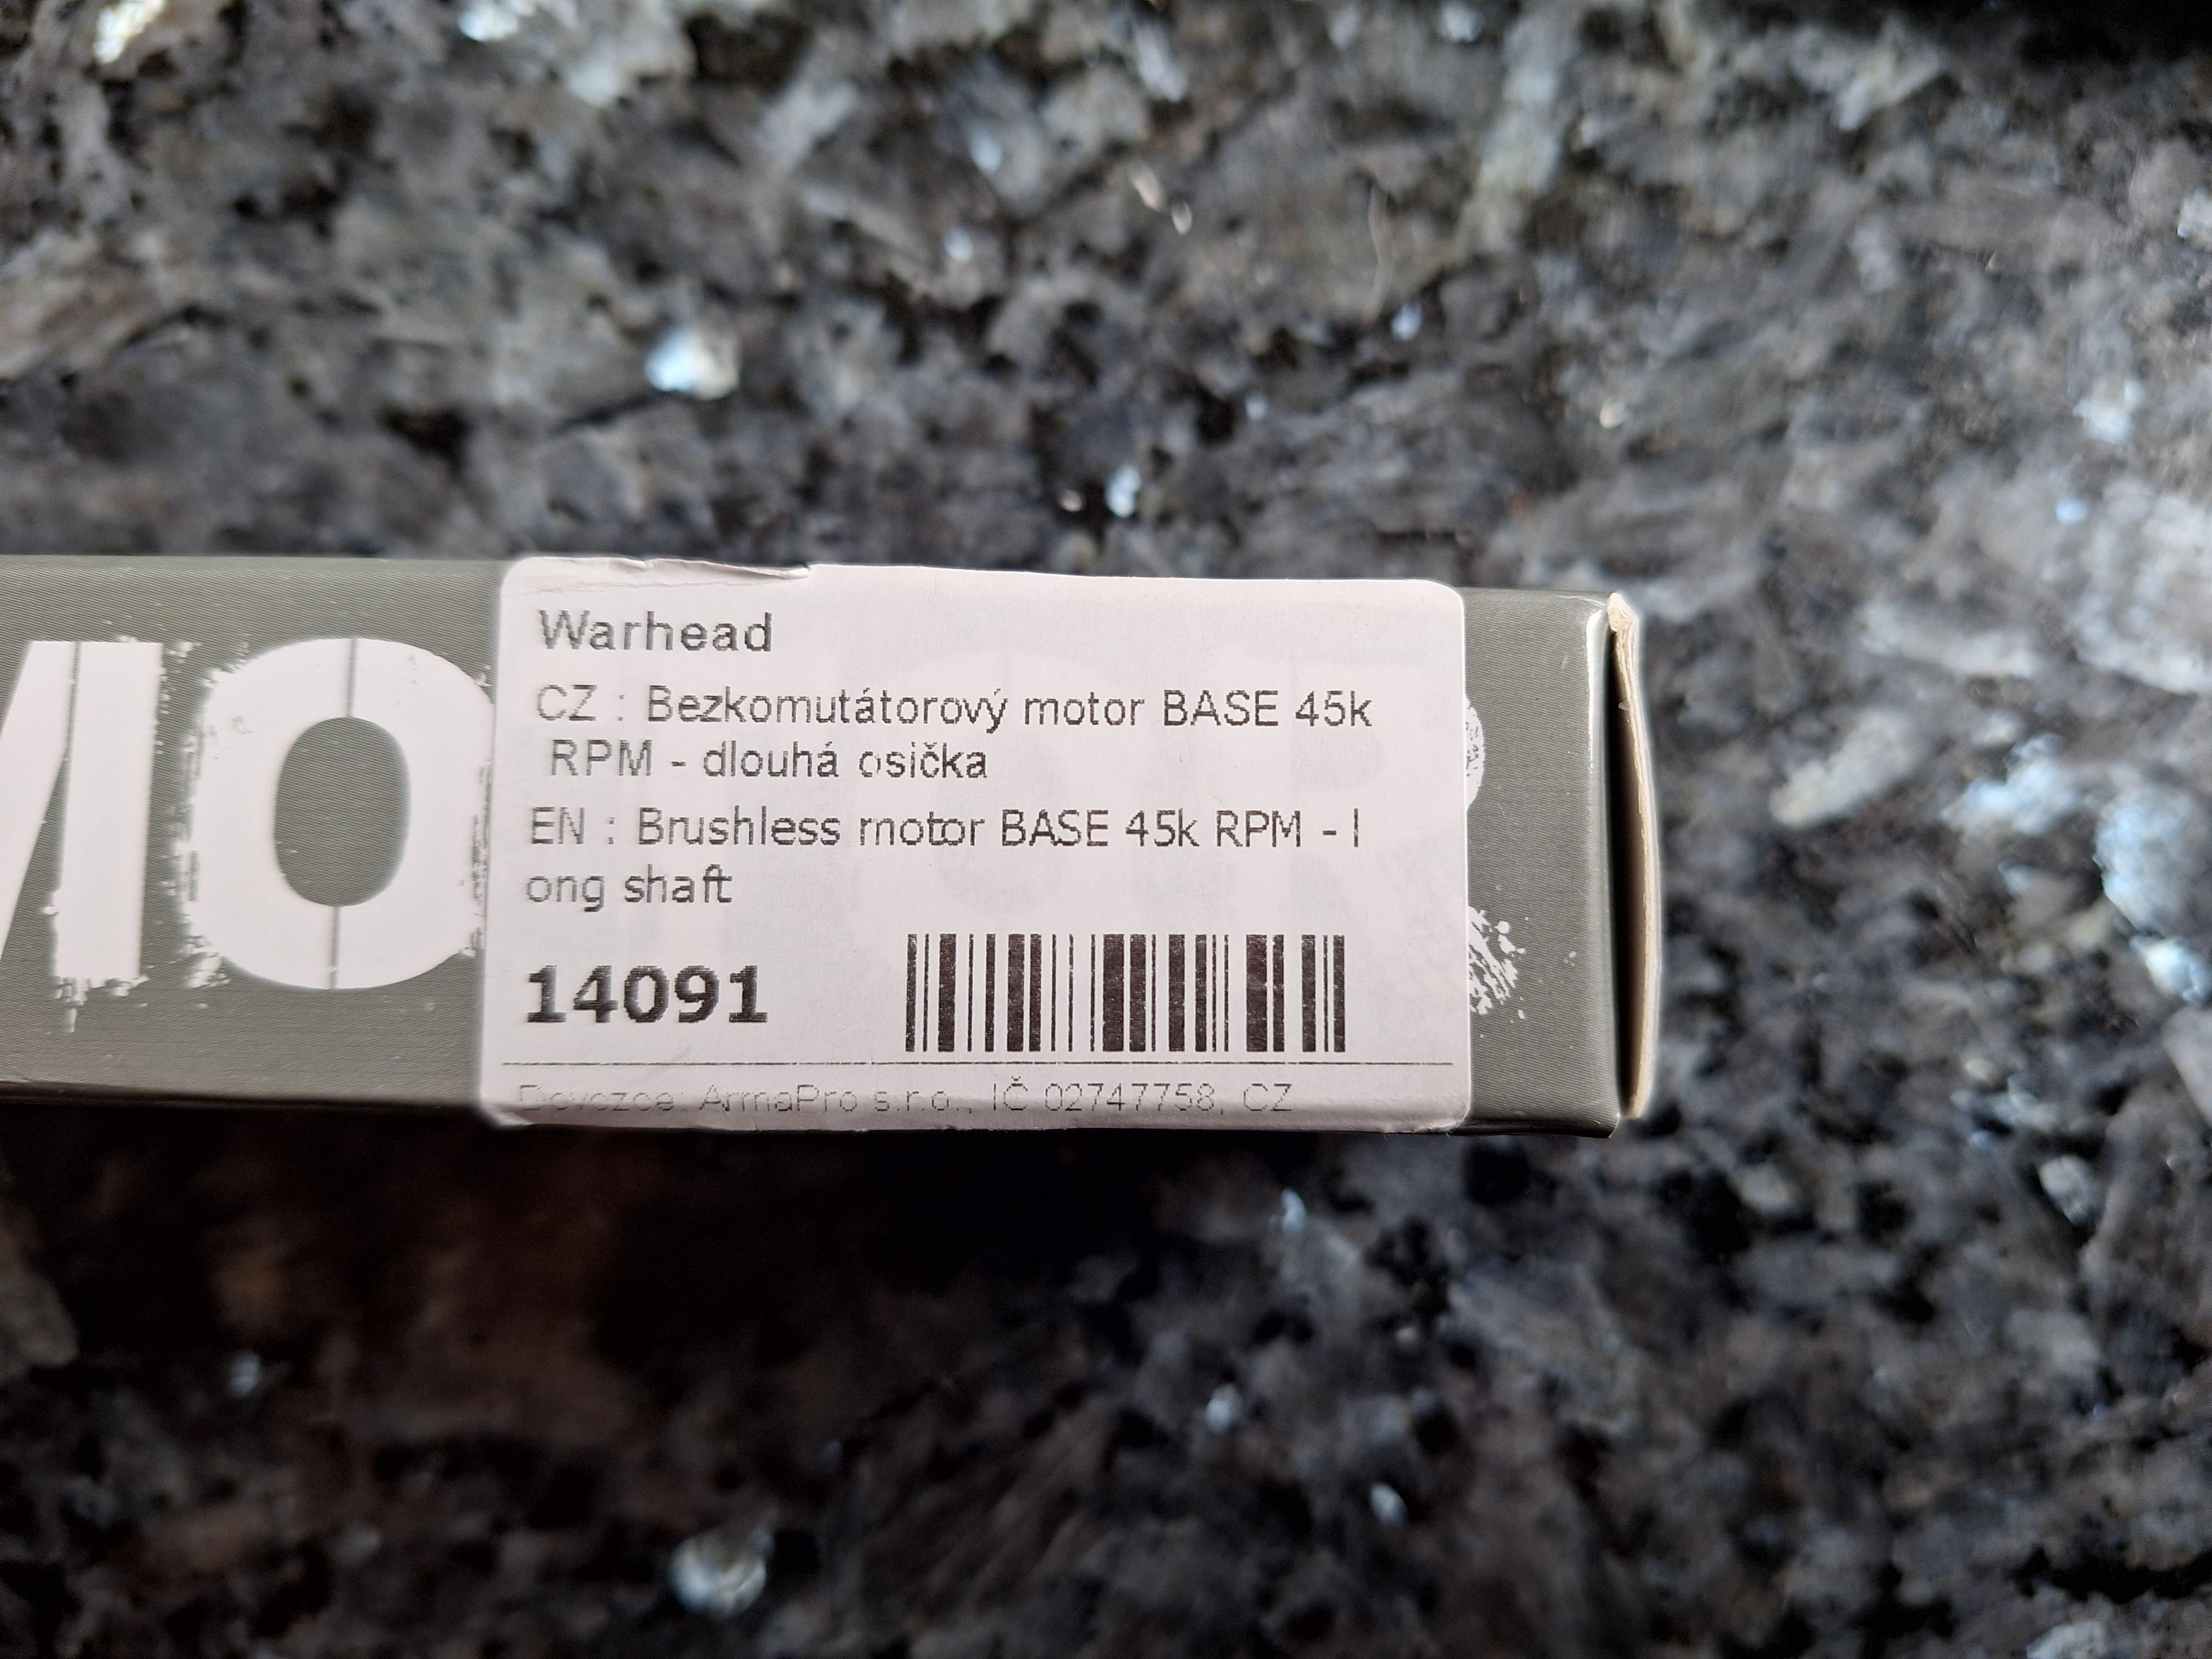 MO
Warhead
CZ : Bezkomutátorový motor BASE 45k
RPM - dlouhá osička
EN : Brushless motor BASE 45k RPM - l
ong shaft
14091
Dovozce: ArmaPro s.r.o., IČ 02747758, CZ